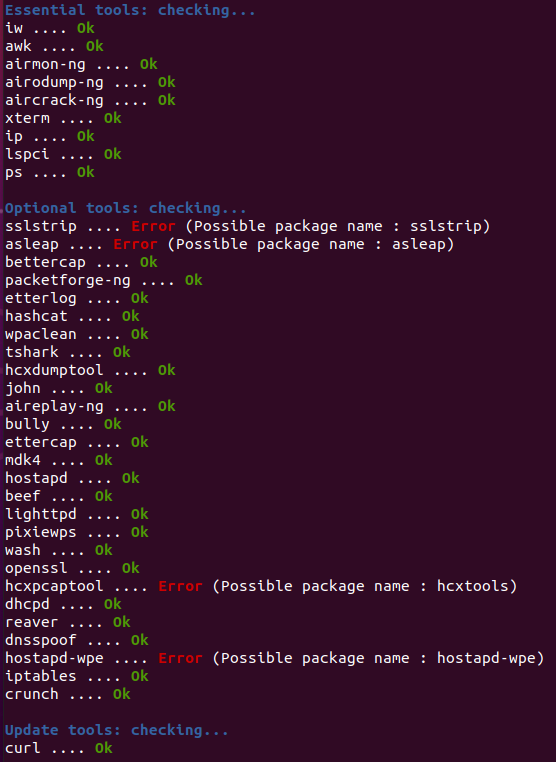 Essential tools: checking...
iw .... Ok
awk .... Ok
airmon-ng .... Ok
airodump-ng .... Ok
aircrack-ng .... Ok
xterm .... Ok
ip .... Ok
lspci .... Ok
ps .... Ok
Optional tools: checking...
sslstrip .... Error (Possible package name : sslstrip)
asleap .... Error (Possible package name : asleap)
bettercap .... Ok
packetforge-ng .... Ok
etterlog .... Ok
hashcat .... Ok
wpaclean .... Ok
tshark .... Ok
hcxdumptool .... Ok
john .... Ok
aireplay-ng .... Ok
bully .... Ok
ettercap .... Ok
mdk4 .... Ok
hostapd .... Ok
beef .... Ok
lighttpd .... Ok
pixiewps .... Ok
wash .... Ok
openssl .... Ok
hcxpcaptool .... Error (Possible package name : hcxtools)
dhcpd .... Ok
reaver .... Ok
dnsspoof .... Ok
hostapd-wpe .... Error (Possible package name : hostapd-wpe)
iptables .... Ok
crunch .... Ok
Update tools: checking...
curl .... Ok